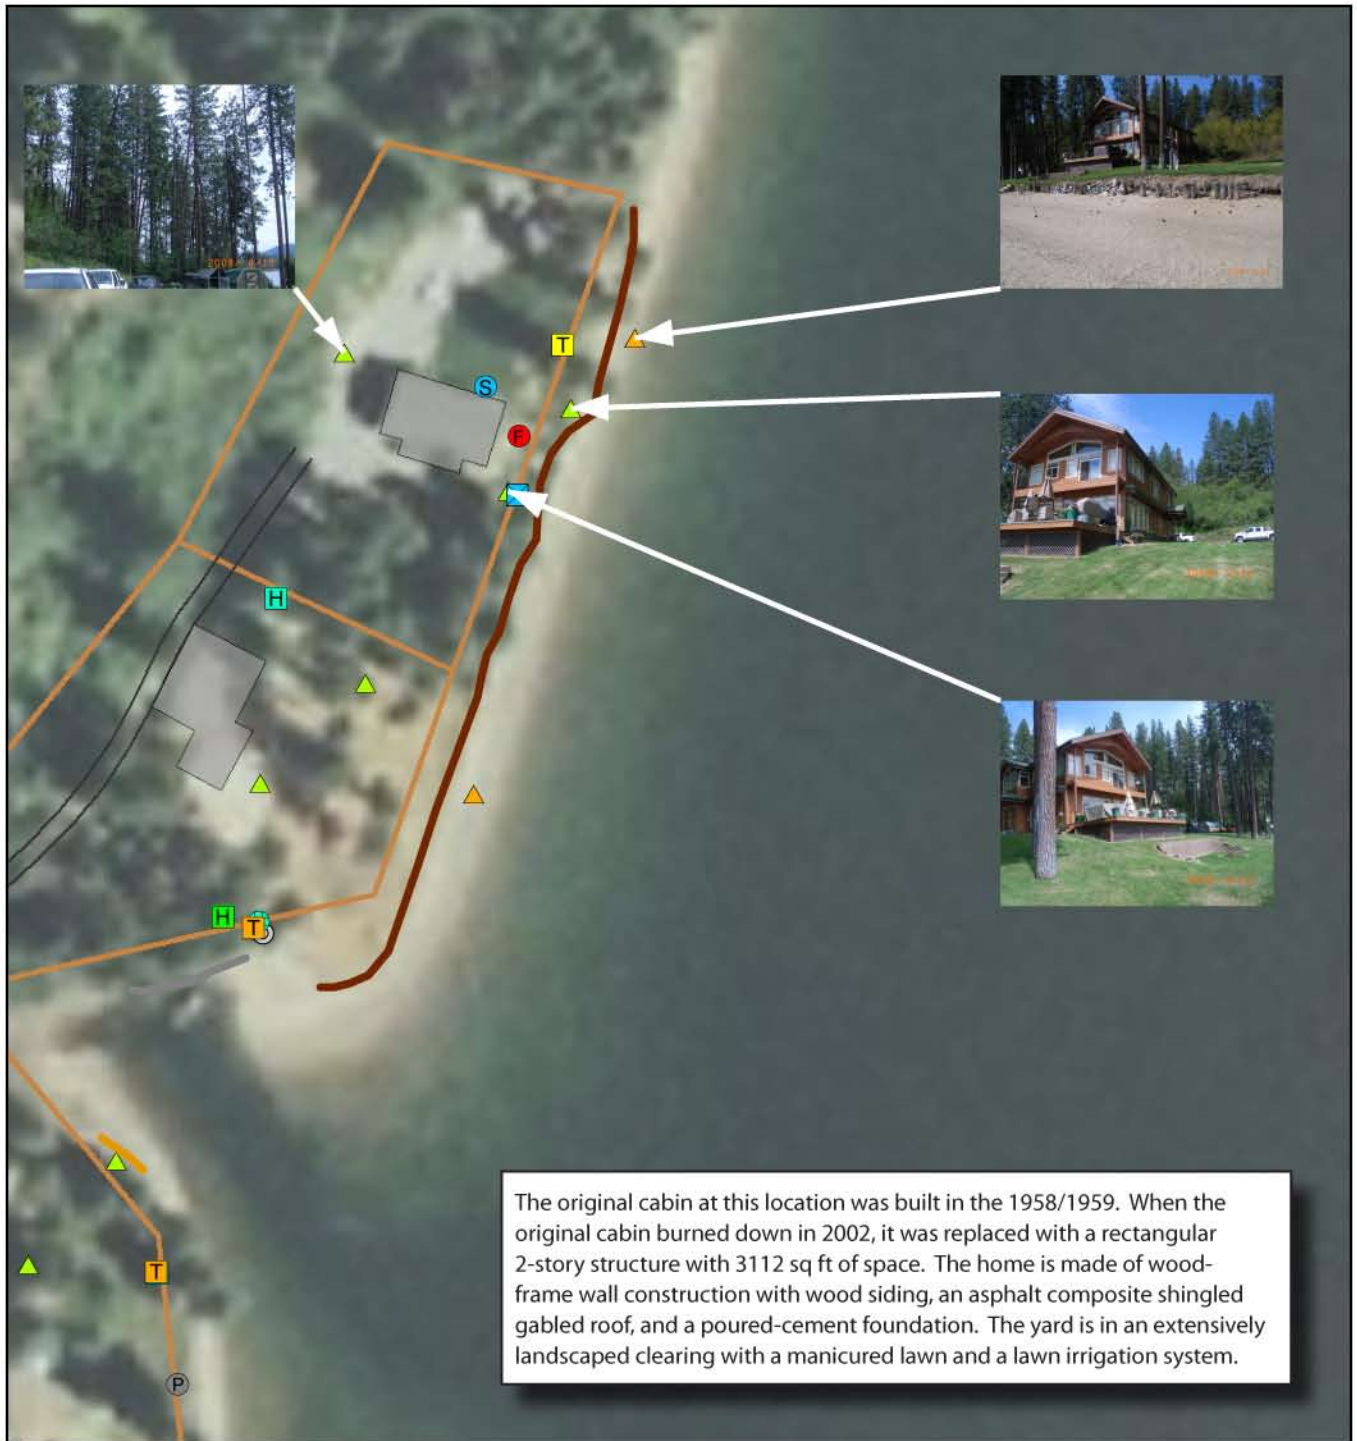 T
S
F
H
H
T
T
P
The original cabin at this location was built in the 1958/1959. When the
original cabin burned down in 2002, it was replaced with a rectangular
2-story structure with 3112 sq ft of space. The home is made of wood-
frame wall construction with wood siding, an asphalt composite shingled
gabled roof, and a poured-cement foundation. The yard is in an extensively
landscaped clearing with a manicured lawn and a lawn irrigation system.